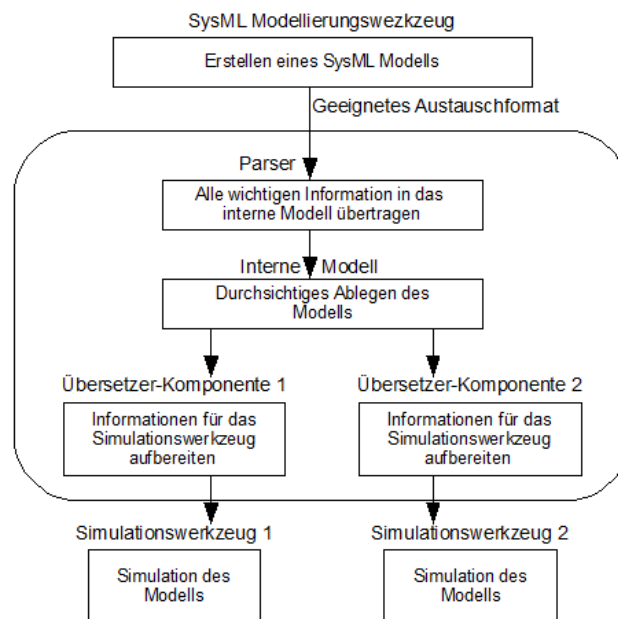 SysML Modellierungswezkzeug
Erstellen eines SysML Modells
Geeignetes Austauschformat
Parser
Alle wichtigen Information in das
interne Modell übertragen
Interne Modell
Durchsichtiges Ablegen des
Modells
Übersetzer-Komponente 1
Übersetzer-Komponente 2
Informationen für das
Simulationswerkzeug
aufbereiten
Informationen für das
Simulationswerkzeug
aufbereiten
Simulationswerkzeug 1
Simulationswerkzeug 2
Simulation des
Modells
Simulation des
Modells